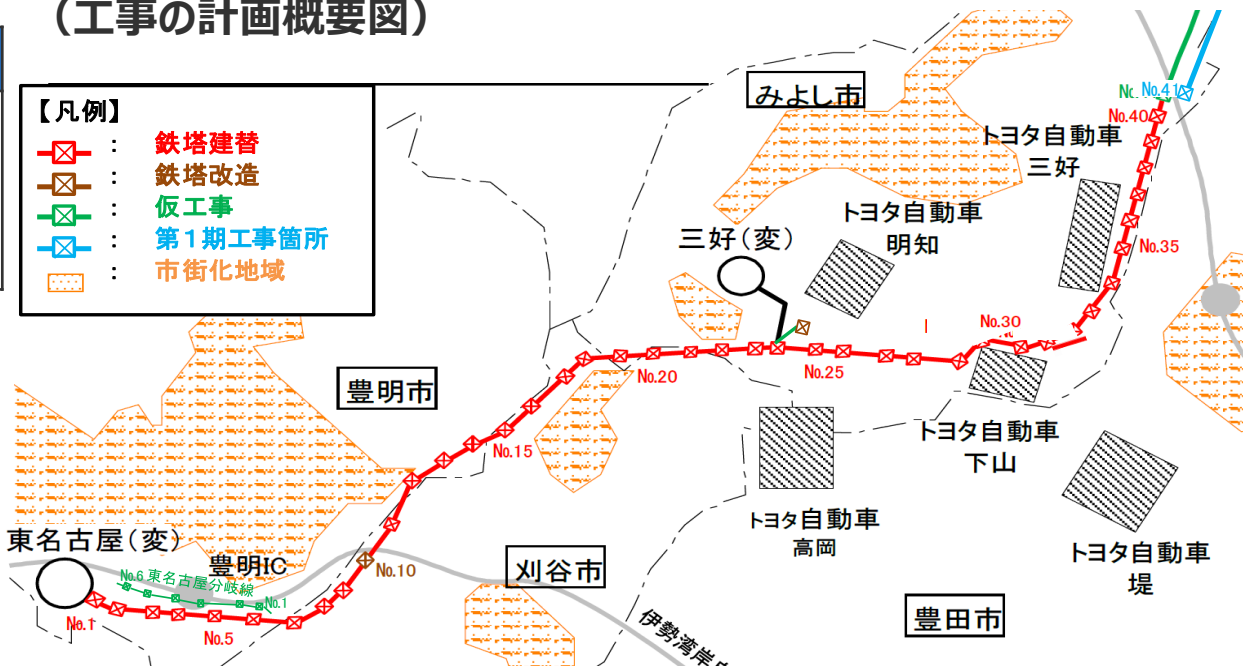 （工事の計画概要図）
【凡例】
： 鉄塔建替
： 鉄塔改造
： 仮工事
： 第１期工事箇所
： 市街化地域
みよし市
No.41
No.40
トヨタ自動車
三好
トヨタ自動車
明知
三好（変）
No.35
No.30
No.25
No.20
豊明市
No.15
トヨタ自動車
下山
トヨタ自動車
高岡
トヨタ自動車
堤
東名古屋（変）
豊明IC
No.10
刈谷市
No.6 東名古屋分岐線
No.1
No.1
No.5
豊田市
伊勢湾岸